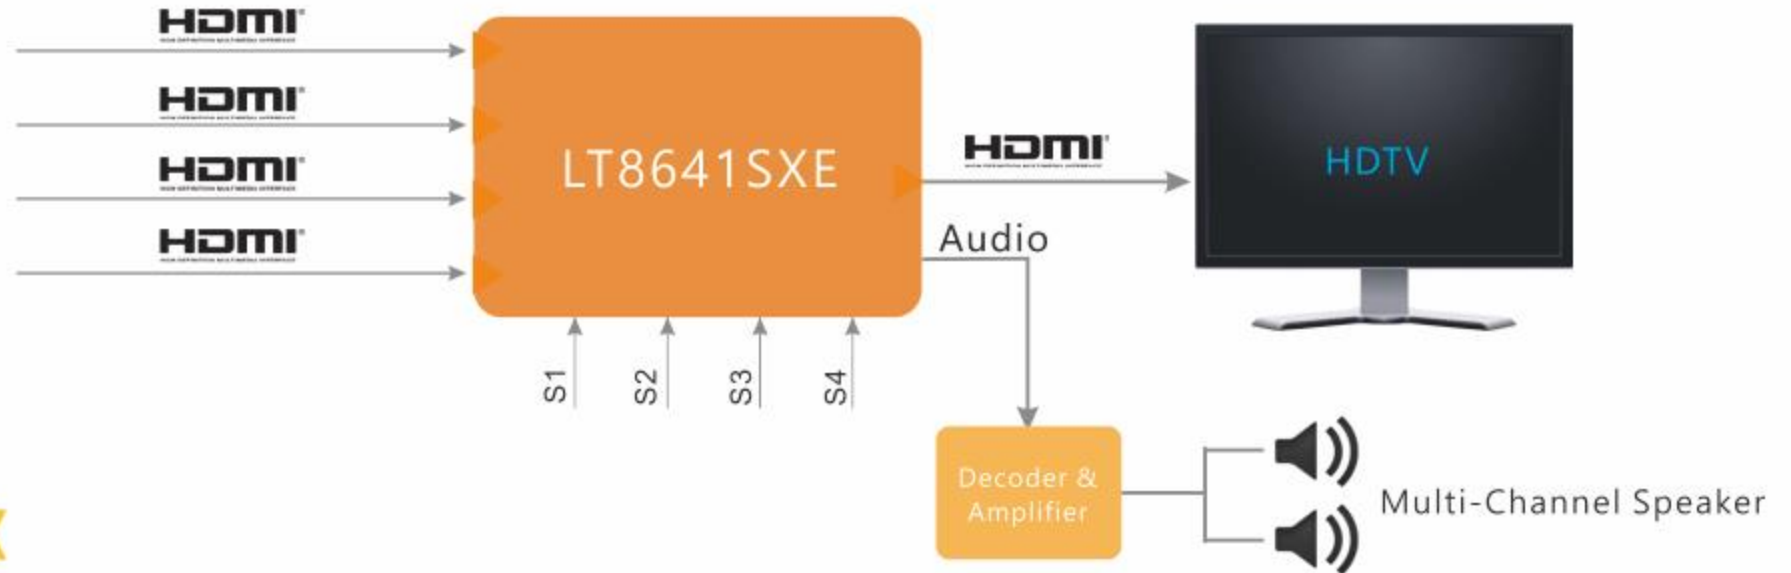 HDMI®
HDMI®
HDMI®
HDMI®
LT8641SXE
HDMI®
HDTV
Audio
S1
S2
S3
S4
Decoder &
Amplifier
Multi-Channel Speaker